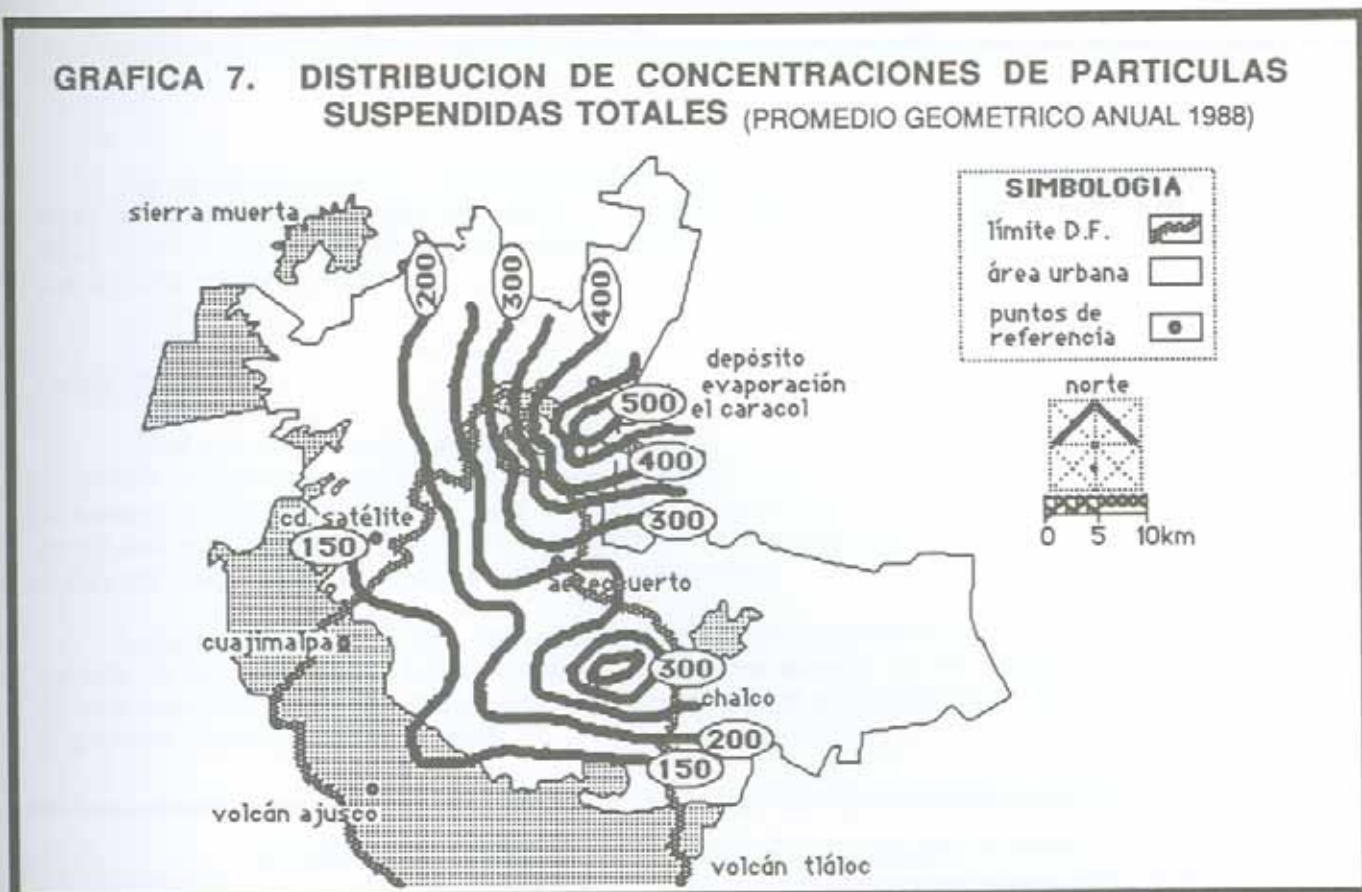 GRAFICA 7. DISTRIBUCION DE CONCENTRACIONES DE PARTICULAS
SUSPENDIDAS TOTALES (PROMEDIO GEOMETRICO ANUAL 1988)
SIMBOLOGIA
límite D.F.
área urbana
puntos de
referencia
norte
0 5 10km
sierra muerta
200
300
400
depósito
evaporación
el caracol
500
400
300
cd. satélite
150
aeropuerto
cuajimalpa
300
chalco
200
150
volcán ajusco
volcán tláloc